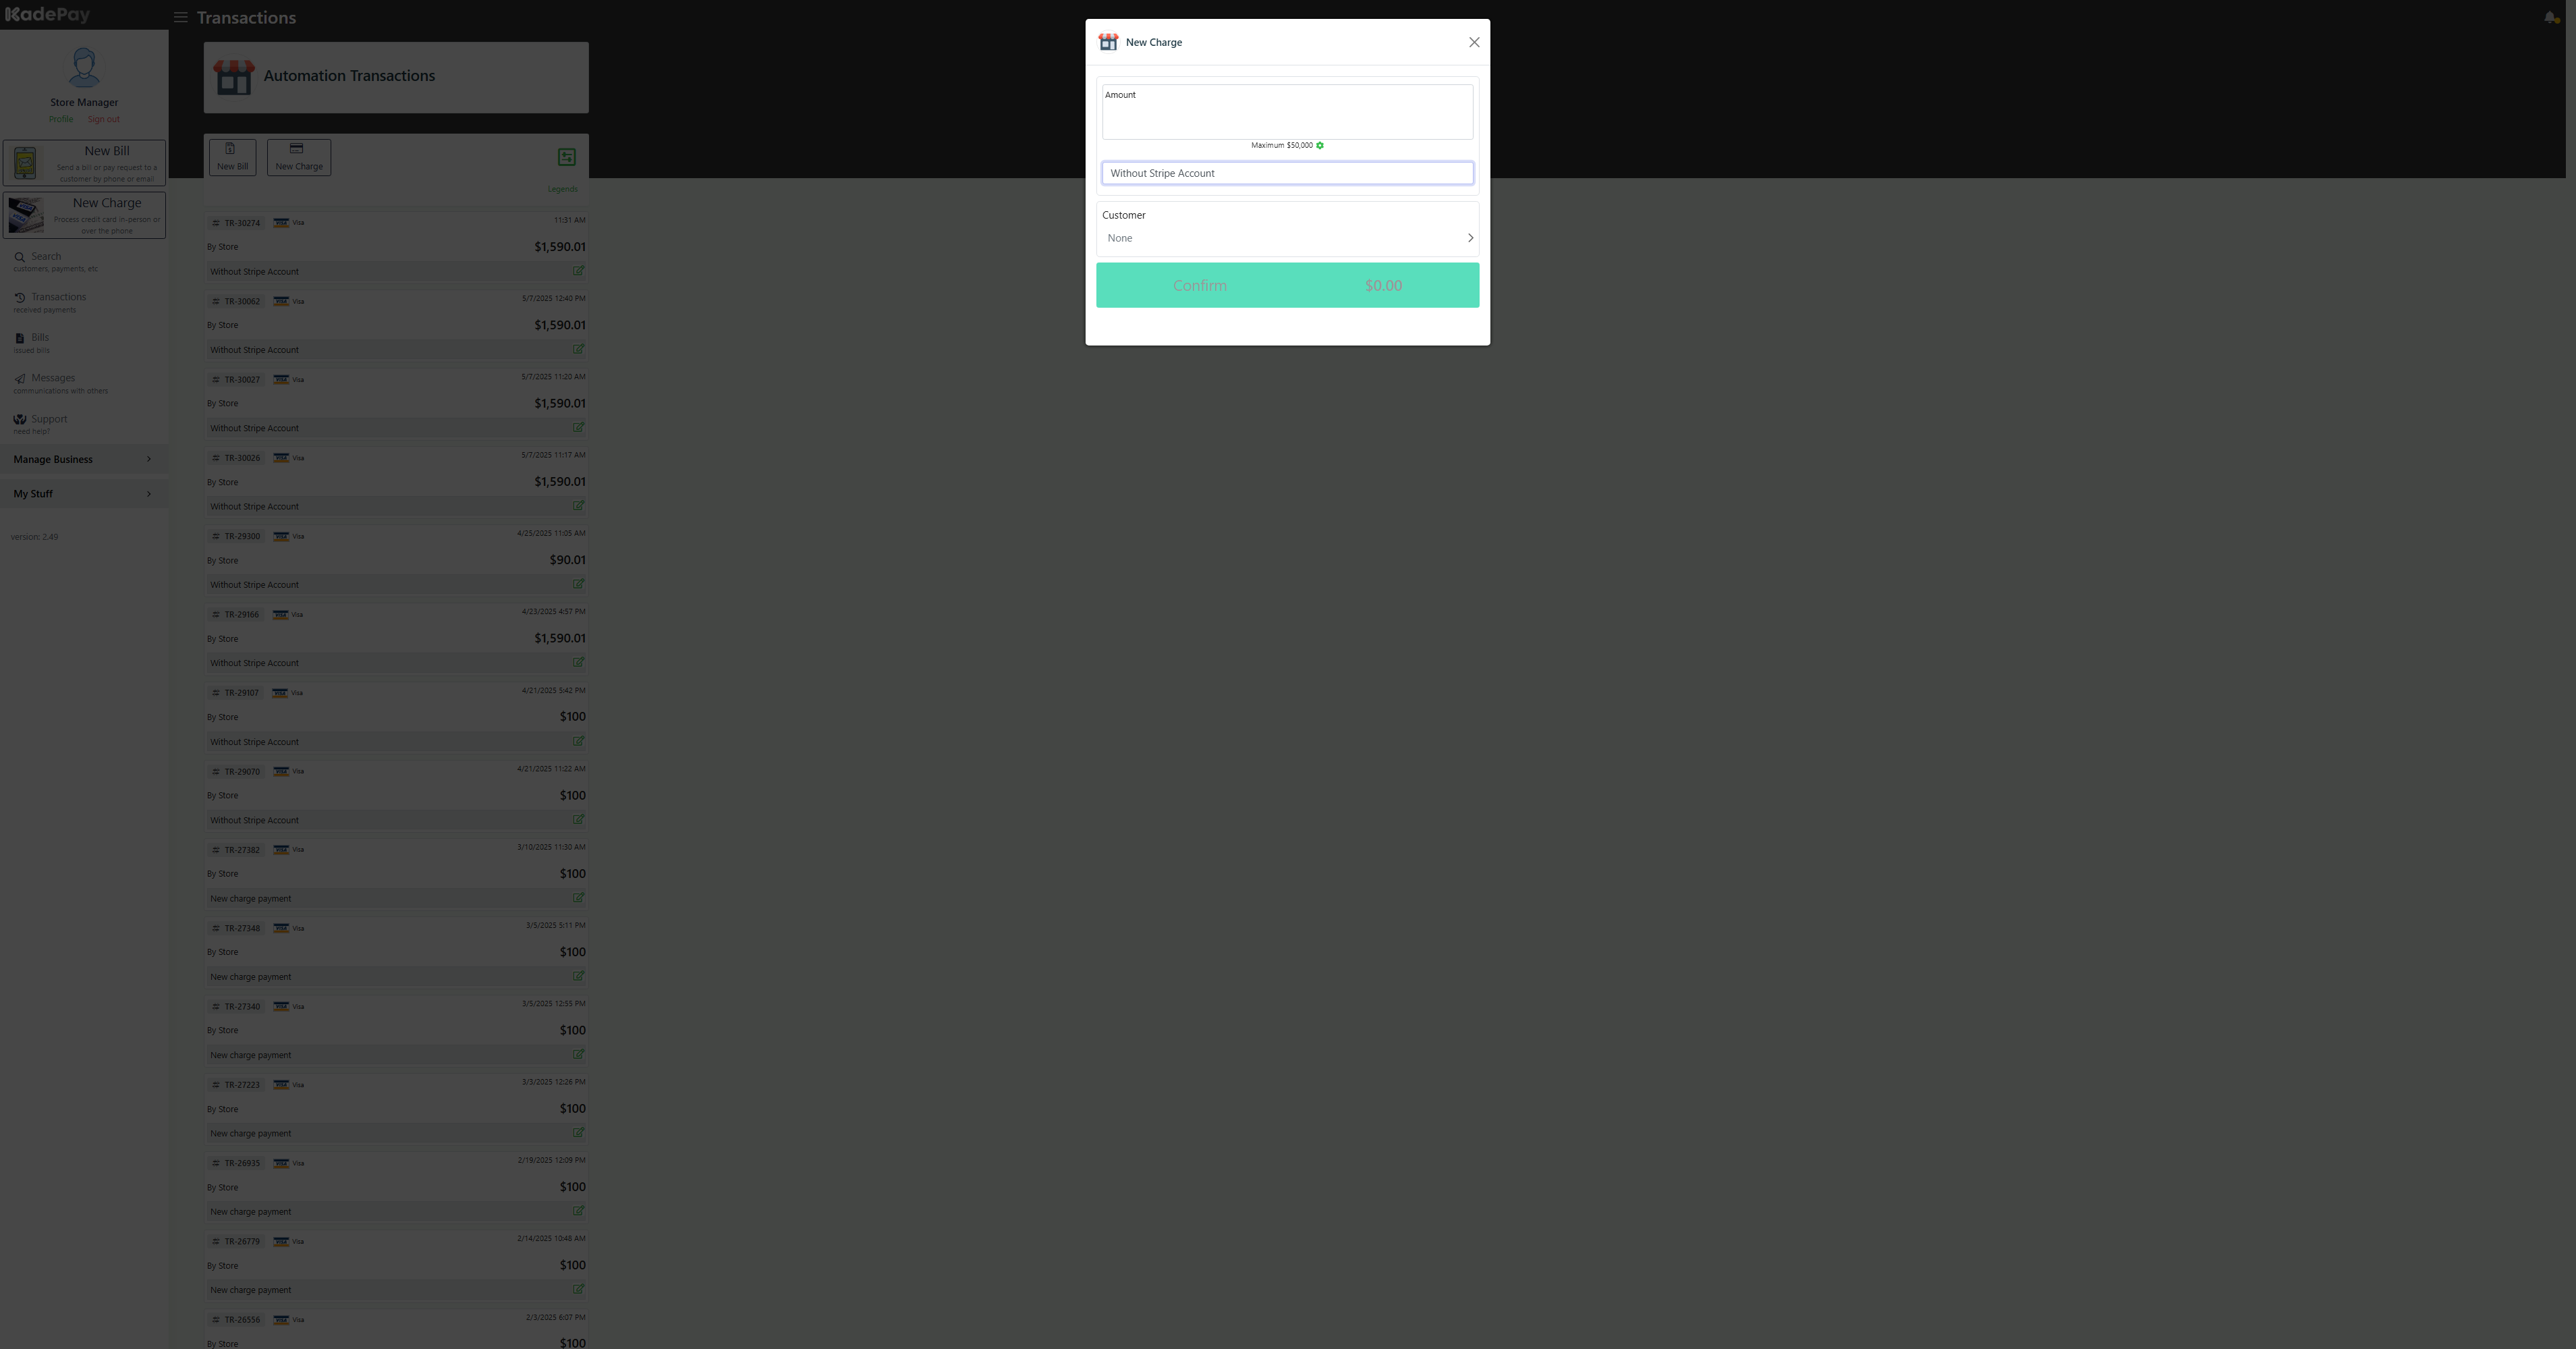 KadePay
Transactions
Store Manager
Profile Sign out
New Bill
Send a bill or pay request to a
customer by phone or email
New Charge
Process credit card in-person or
over the phone
Search
customers, payments, etc
Transactions
received payments
Bills
issued bills
Messages
communications with others
Support
need help?
Manage Business
My Stuff
version: 2.49
Automation Transactions
New Bill
New Charge
Legends
TR-30274 VISA Visa 11:31 AM
By Store $1,590.01
Without Stripe Account
TR-30062 VISA Visa 5/7/2025 12:40 PM
By Store $1,590.01
Without Stripe Account
TR-30027 VISA Visa 5/7/2025 11:20 AM
By Store $1,590.01
Without Stripe Account
TR-30026 VISA Visa 5/7/2025 11:17 AM
By Store $1,590.01
Without Stripe Account
TR-29300 VISA Visa 4/25/2025 11:05 AM
By Store $90.01
Without Stripe Account
TR-29166 VISA Visa 4/23/2025 4:57 PM
By Store $1,590.01
Without Stripe Account
TR-29107 VISA Visa 4/21/2025 5:42 PM
By Store $100
Without Stripe Account
TR-29070 VISA Visa 4/21/2025 11:22 AM
By Store $100
Without Stripe Account
TR-27382 VISA Visa 3/10/2025 11:30 AM
By Store $100
New charge payment
TR-27348 VISA Visa 3/5/2025 5:11 PM
By Store $100
New charge payment
TR-27340 VISA Visa 3/5/2025 12:55 PM
By Store $100
New charge payment
TR-27223 VISA Visa 3/3/2025 12:26 PM
By Store $100
New charge payment
TR-26935 VISA Visa 2/19/2025 12:09 PM
By Store $100
New charge payment
TR-26779 VISA Visa 2/14/2025 10:48 AM
By Store $100
New charge payment
TR-26556 VISA Visa 2/3/2025 6:07 PM
By Store $100
New Charge
Amount
Maximum $50,000
Without Stripe Account
Customer
None
Confirm $0.00